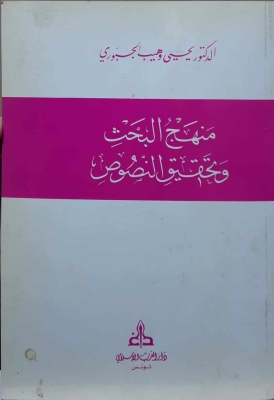 الدكتور يحيى وهيب الجبوري
منهج البحث
وتحقيق النصوص
دار الغرب الإسلامي
تونس